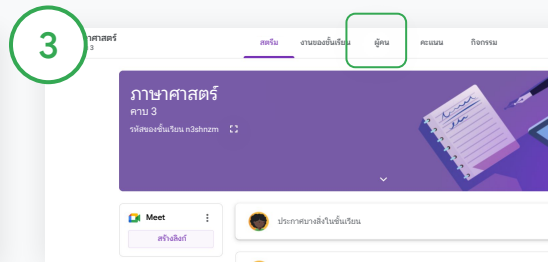 3
าศาสตร์
3
สตรีม งานของชั้นเรียน ผู้คน คะแนน กิจกรรม
ภาษาศาสตร์
คาบ 3
รหัสของชั้นเรียน n3shnzm
Meet
สร้างลิงก์
ประกาศบางสิ่งในชั้นเรียน